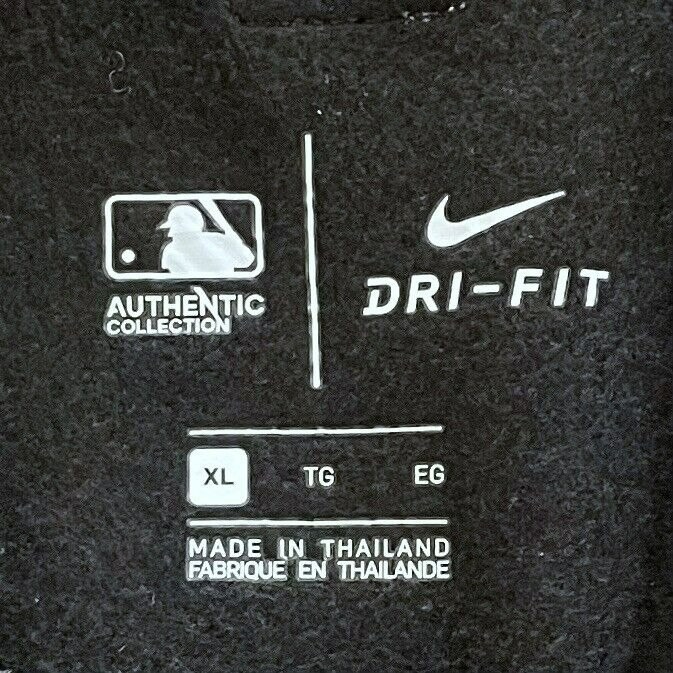 AUTHENTIC
COLLECTION
DRI-FIT
XL TG EG
MADE IN THAILAND
FABRIQUE EN THAILANDE